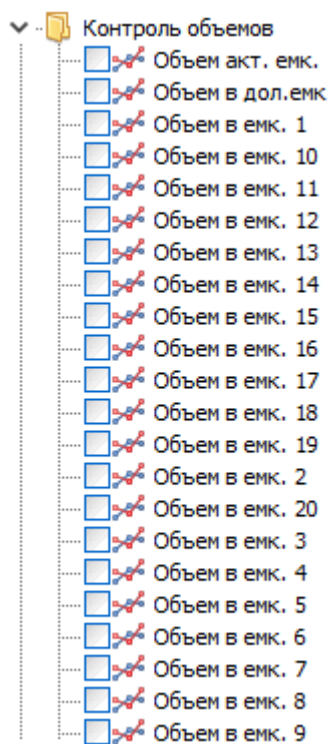 Контроль объемов
Объем акт. емк.
Объем в дол.емк
Объем в емк. 1
Объем в емк. 10
Объем в емк. 11
Объем в емк. 12
Объем в емк. 13
Объем в емк. 14
Объем в емк. 15
Объем в емк. 16
Объем в емк. 17
Объем в емк. 18
Объем в емк. 19
Объем в емк. 2
Объем в емк. 20
Объем в емк. 3
Объем в емк. 4
Объем в емк. 5
Объем в емк. 6
Объем в емк. 7
Объем в емк. 8
Объем в емк. 9